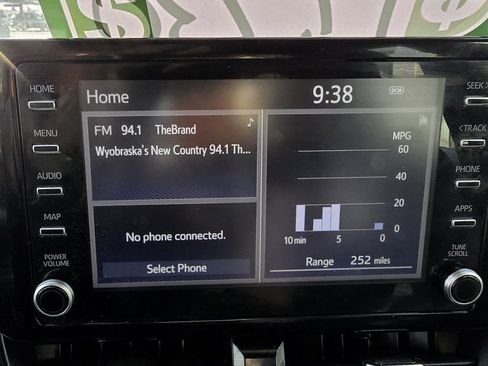 HOME
MENU
AUDIO
MAP
POWER
VOLUME
Home
9:38
DCM
FM 94.1 TheBrand
Wyobraska's New Country 94.1 Th...
No phone connected.
Select Phone
MPG
60
40
20
0
10 min 5 0
Range 252 miles
SEEK >
< TRACK
PHONE
APPS
TUNE
SCROLL
$
$